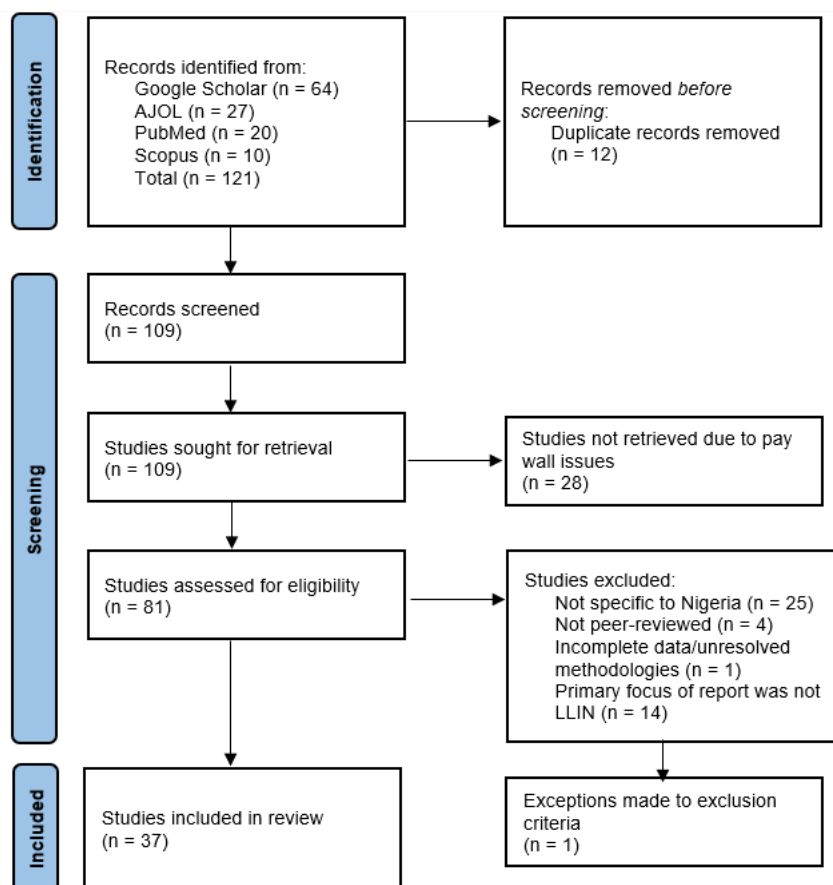 Identification
Records identified from:
Google Scholar (n = 64)
AJOL (n = 27)
PubMed (n = 20)
Scopus (n = 10)
Total (n = 121)
Records removed before
screening:
Duplicate records removed
(n = 12)
Screening
Records screened
(n = 109)
Studies sought for retrieval
(n = 109)
Studies not retrieved due to pay
wall issues
(n = 28)
Studies assessed for eligibility
(n = 81)
Studies excluded:
Not specific to Nigeria (n = 25)
Not peer-reviewed (n = 4)
Incomplete data/unresolved
methodologies (n = 1)
Primary focus of report was not
LLIN (n = 14)
Included
Studies included in review
(n = 37)
Exceptions made to exclusion
criteria
(n = 1)